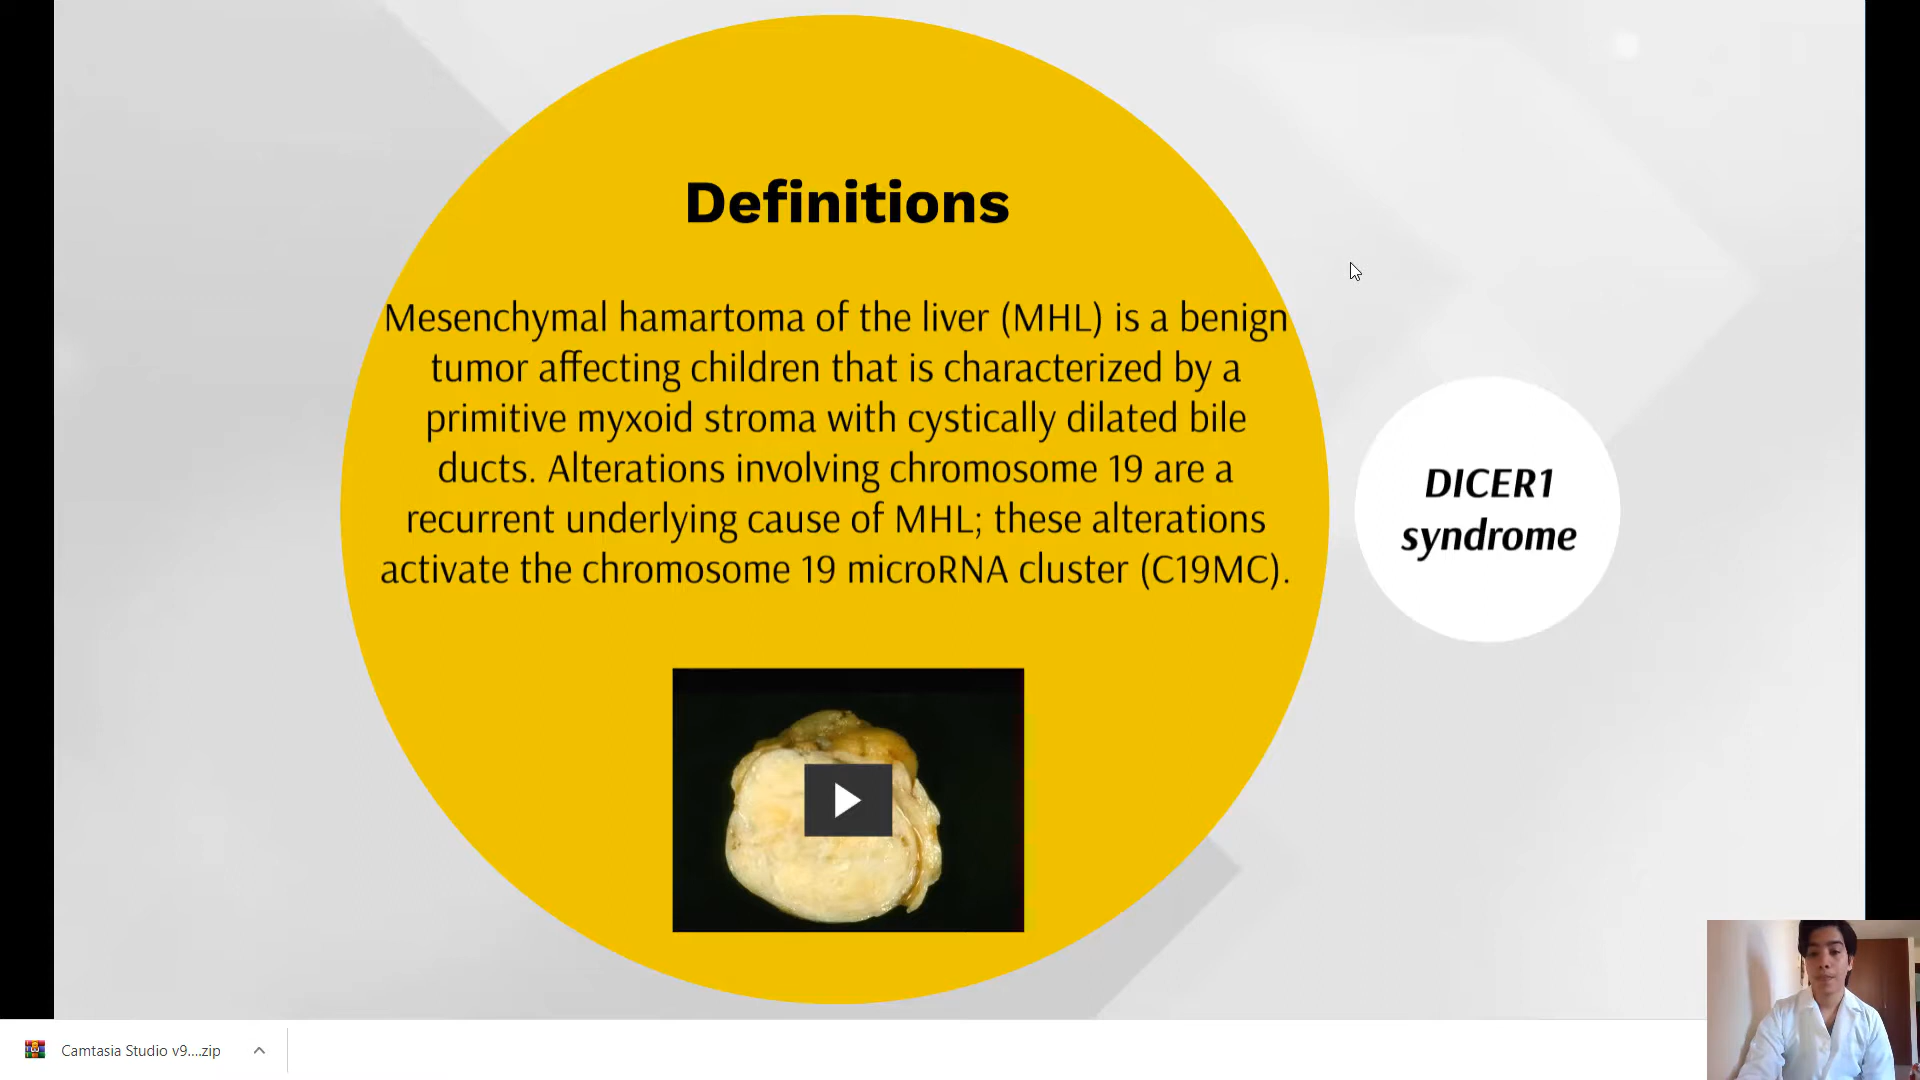 Definitions
Mesenchymal hamartoma of the liver (MHL) is a benign
tumor affecting children that is characterized by a
primitive myxoid stroma with cystically dilated bile
ducts. Alterations involving chromosome 19 are a
recurrent underlying cause of MHL; these alterations
activate the chromosome 19 microRNA cluster (C19MC).
DICER1
syndrome
Camtasia Studio v9....zip